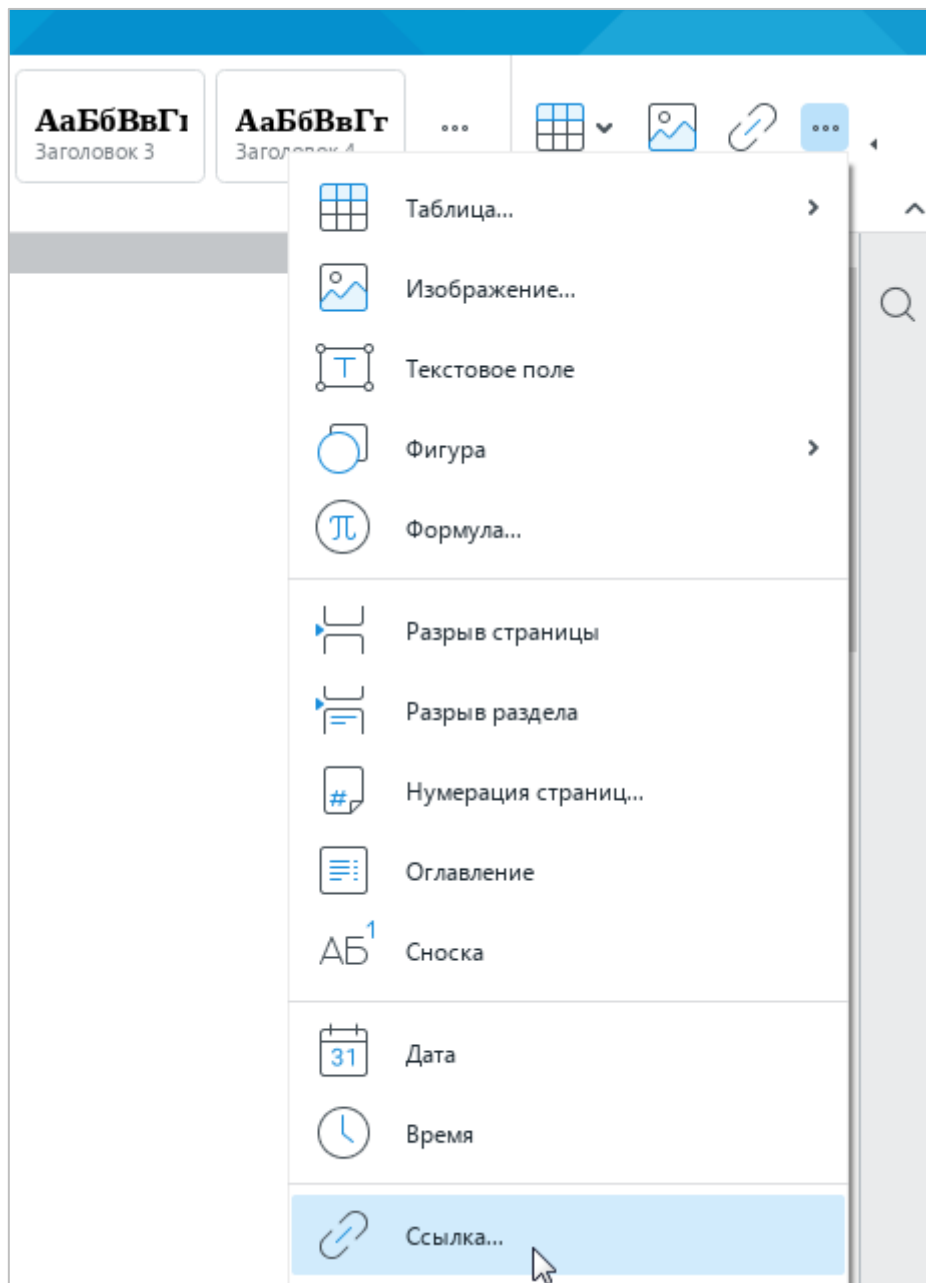 АаБбВвГг АаБбВвГг
Заголовок 3 Заголовок 4
Таблица...
Изображение...
Текстовое поле
Фигура
Формула...
Разрыв страницы
Разрыв раздела
Нумерация страниц...
Оглавление
АБ1 Сноска
31 Дата
Время
Ссылка...